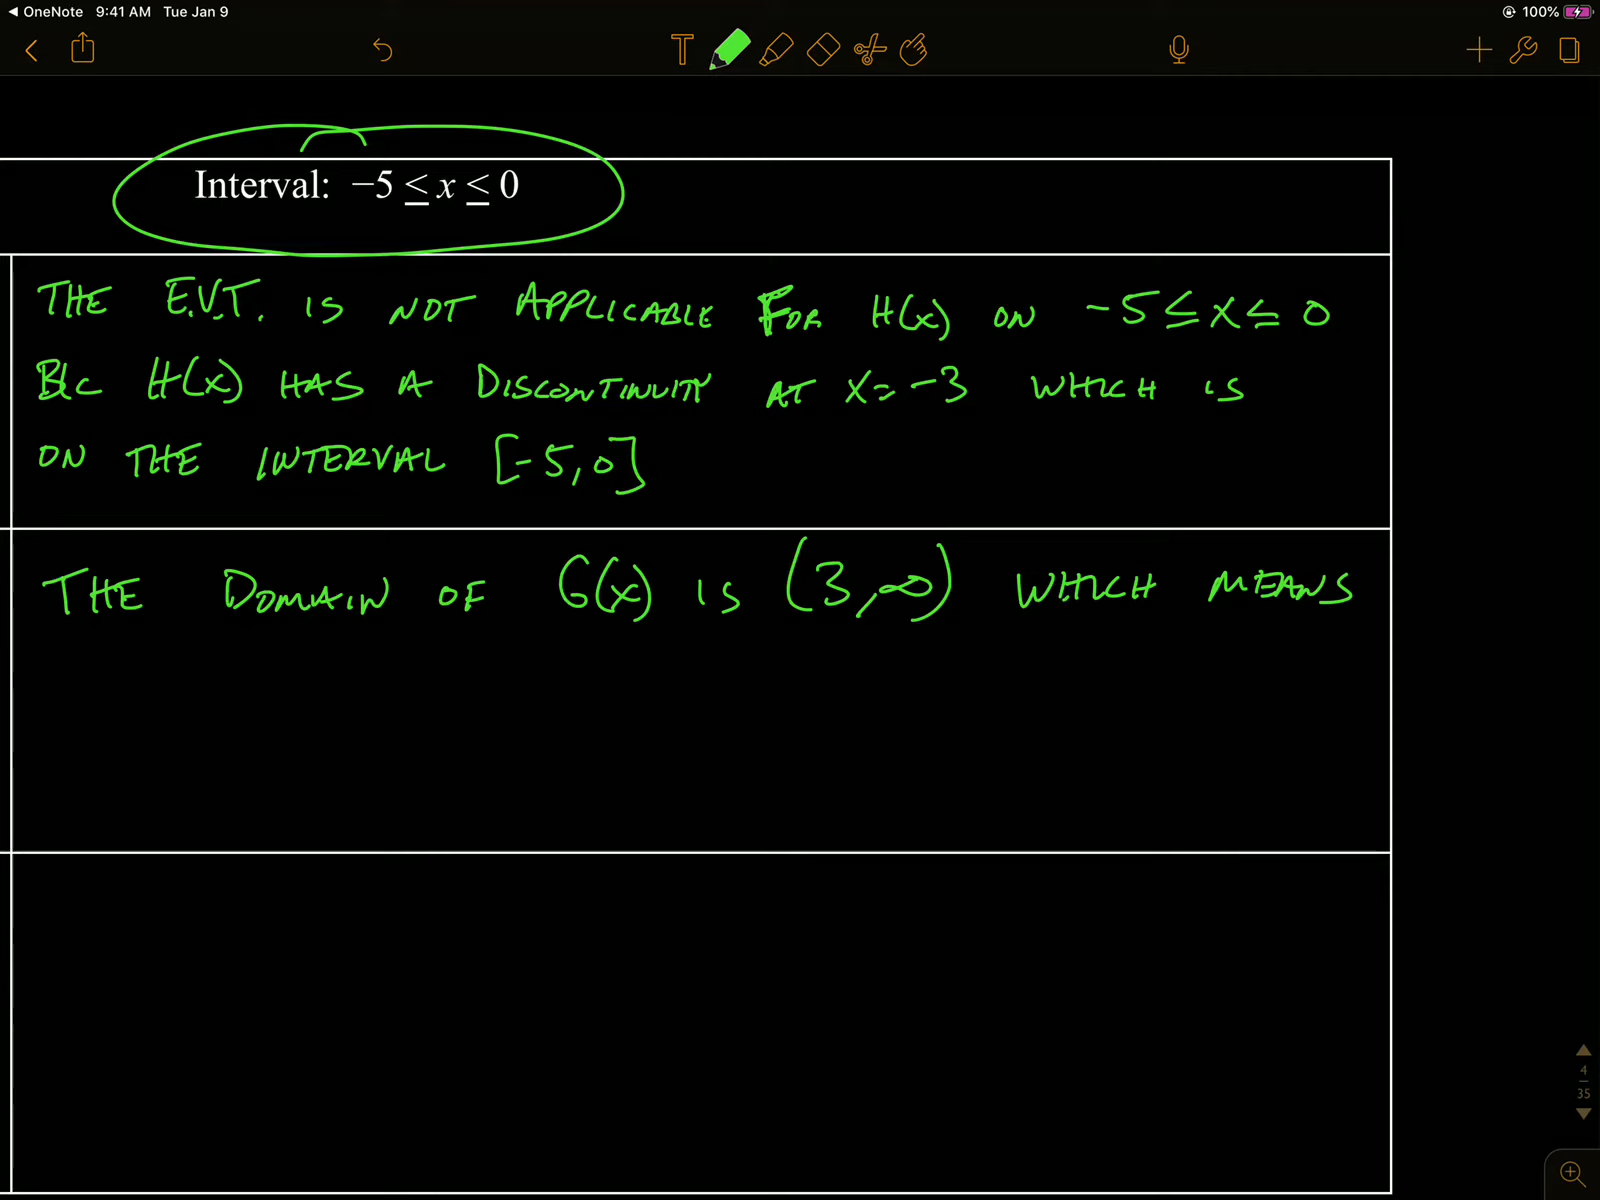 ◀ OneNote 9:41 AM Tue Jan 9 100%
T
Interval: −5 ≤ x ≤ 0
THE E.V.T. IS NOT APPLICABLE FOR H(x) ON -5 ≤ x ≤ 0
B/c H(x) HAS A DISCONTINUITY AT X = -3 WHICH IS
ON THE INTERVAL [-5, 0]
THE DOMAIN OF G(x) IS (3, ∞) WHICH MEANS
4
35